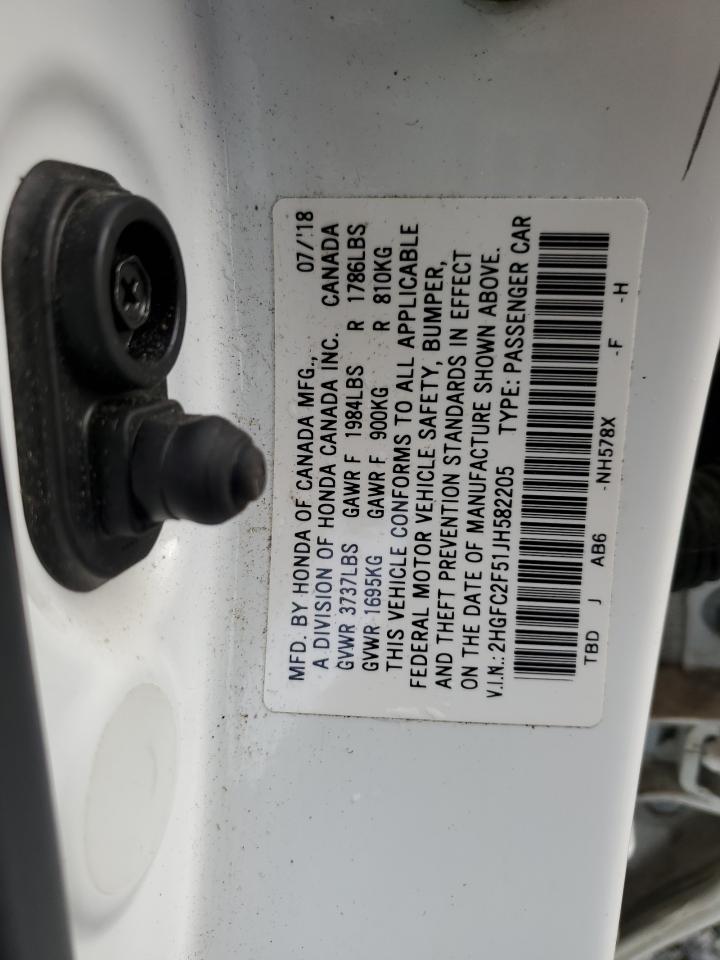 MFD. BY HONDA OF CANADA MFG., 07/'18
A DIVISION OF HONDA CANADA INC. CANADA
GVWR 3737LBS GAWR F 1984LBS R 1786LBS
GVWR 1695KG GAWR F 900KG R 810KG
THIS VEHICLE CONFORMS TO ALL APPLICABLE
FEDERAL MOTOR VEHICLE SAFETY, BUMPER,
AND THEFT PREVENTION STANDARDS IN EFFECT
ON THE DATE OF MANUFACTURE SHOWN ABOVE.
V.I.N.: 2HGFC2F51JH582205 TYPE: PASSENGER CAR
TBD J AB6 -NH578X -F -H